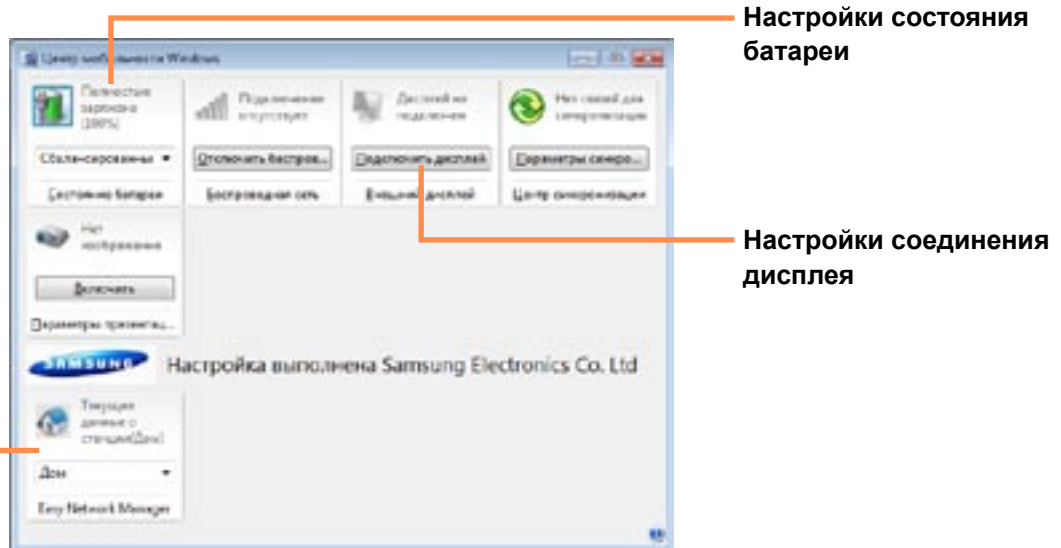 Настройки состояния
батареи
Центр мобильности Windows
Полностью
заряжена
(100%)
Сбалансированный
Состояние батареи
Подключение
отсутствует
Отключить беспров...
Беспроводная сеть
Дисплей не
подключен
Подключить дисплей
Внешний дисплей
Нет связей для
синхронизации
Параметры синхро...
Центр синхронизации
Настройки соединения
дисплея
Нет
изображения
Включить
Параметры презентац...
SAMSUNG
Настройка выполнена Samsung Electronics Co. Ltd
Текущие
данные о
станции(Дом)
Дом
Easy Network Manager